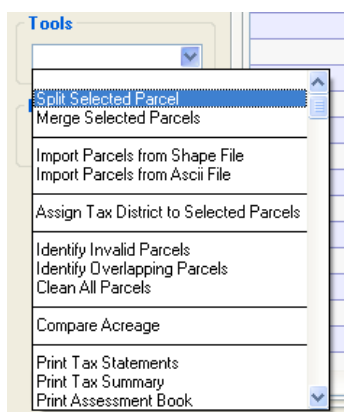 Tools
Split Selected Parcel
Merge Selected Parcels
Import Parcels from Shape File
Import Parcels from Ascii File
Assign Tax District to Selected Parcels
Identify Invalid Parcels
Identify Overlapping Parcels
Clean All Parcels
Compare Acreage
Print Tax Statements
Print Tax Summary
Print Assessment Book